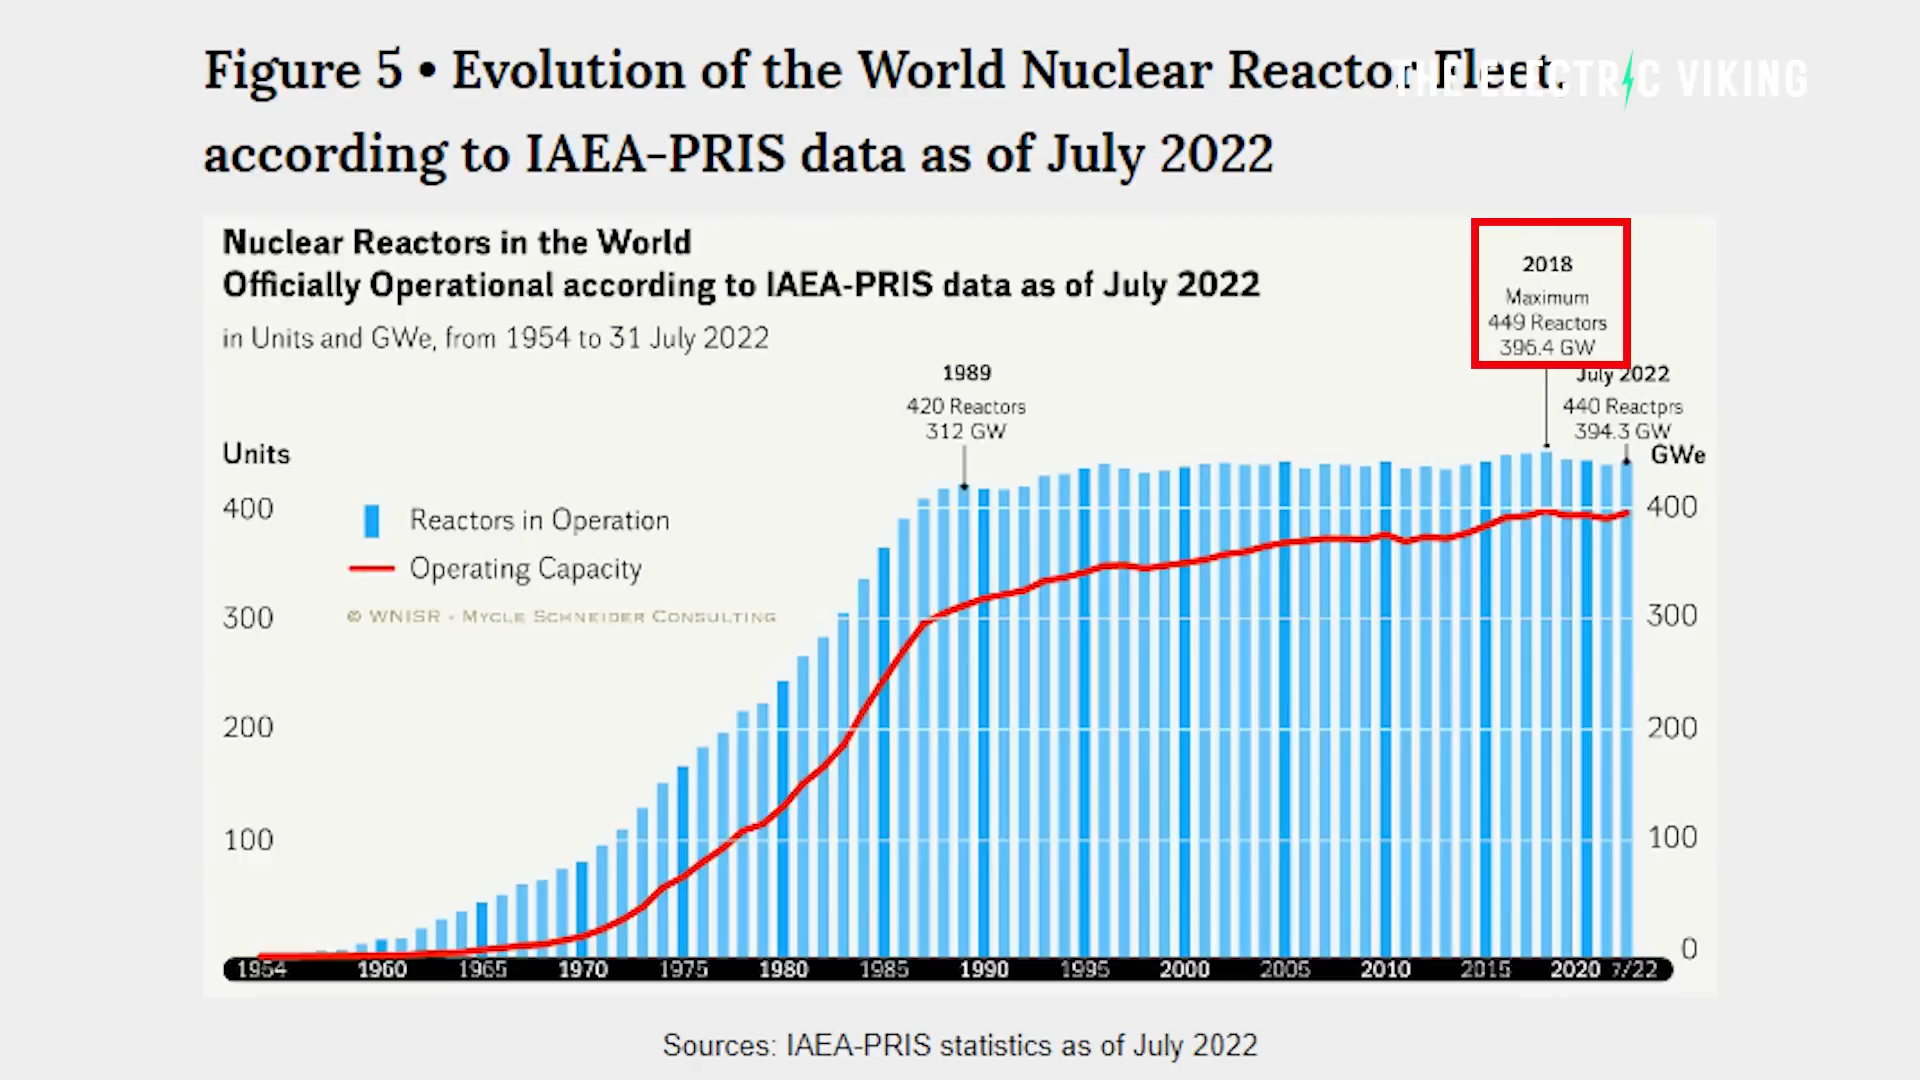 Figure 5 • Evolution of the World Nuclear Reactor Fleet,
THE ELECTRIC VIKING
according to IAEA-PRIS data as of July 2022
Nuclear Reactors in the World
Officially Operational according to IAEA-PRIS data as of July 2022
in Units and GWe, from 1954 to 31 July 2022
2018
Maximum
449 Reactors
396.4 GW
1989
420 Reactors
312 GW
July 2022
440 Reactprs
394.3 GW
Units
GWe
400
300
200
100
Reactors in Operation
Operating Capacity
© WNISR - Mycle Schneider Consulting
400
300
200
100
0
1954 1960 1965 1970 1975 1980 1985 1990 1995 2000 2005 2010 2015 2020 7/22
Sources: IAEA-PRIS statistics as of July 2022